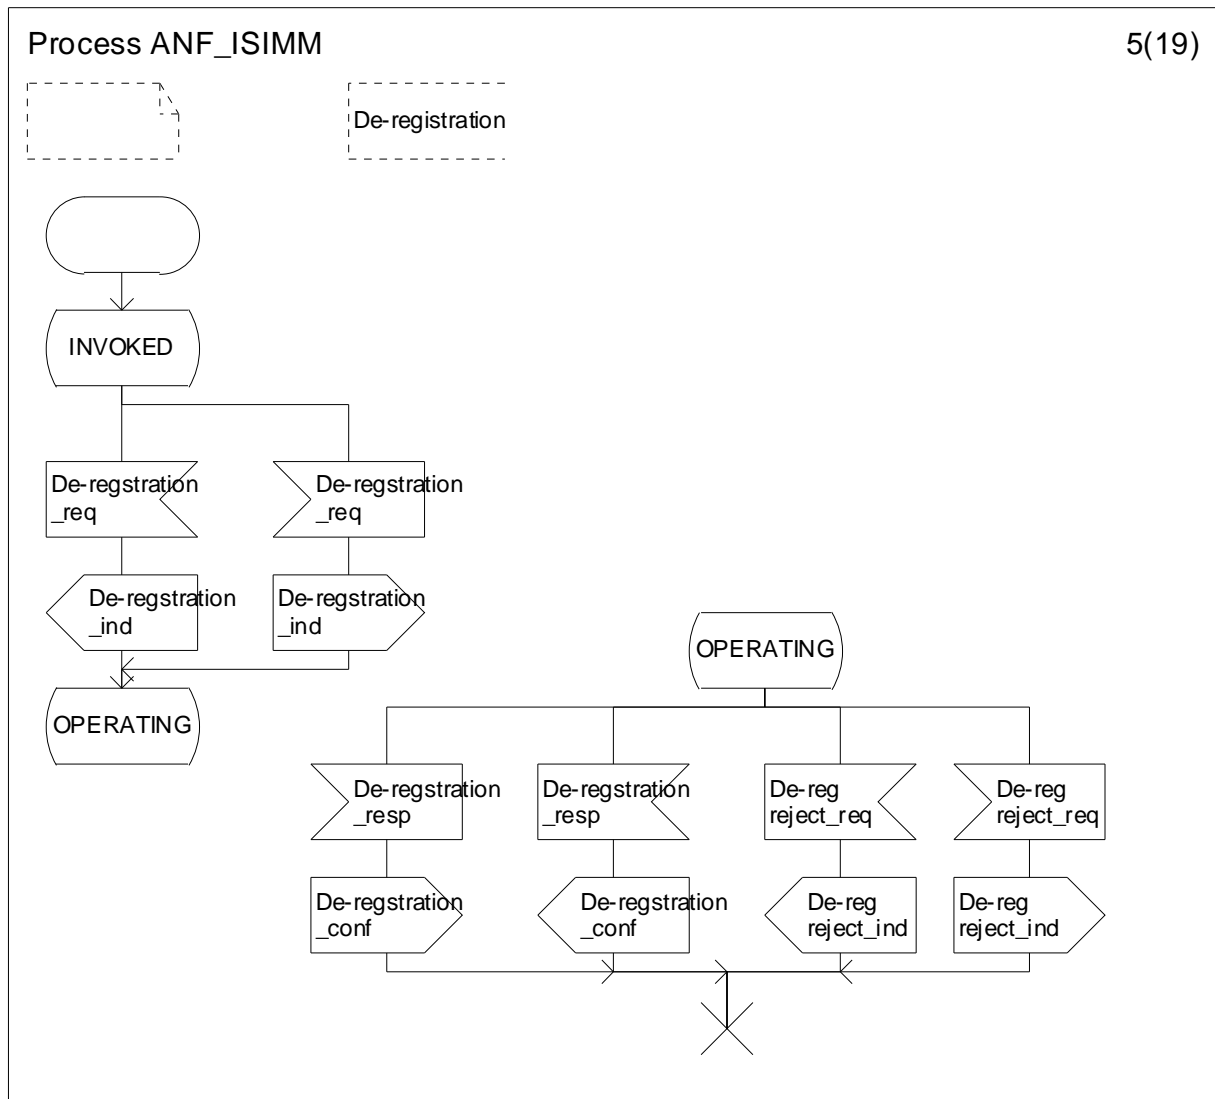 Process ANF_ISIMM
5(19)
De-registration
INVOKED
De-regstration
_req
De-regstration
_req
De-regstration
_ind
De-regstration
_ind
OPERATING
OPERATING
De-regstration
_resp
De-regstration
_resp
De-reg
reject_req
De-reg
reject_req
De-regstration
_conf
De-regstration
_conf
De-reg
reject_ind
De-reg
reject_ind